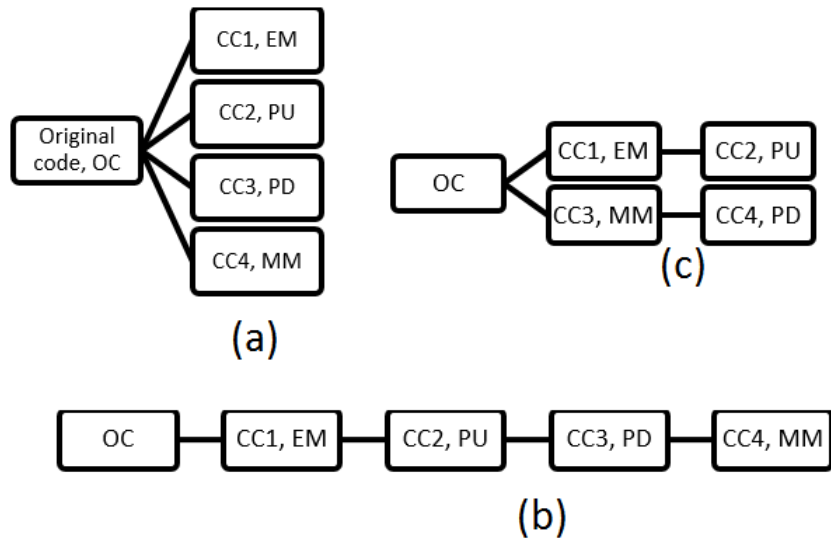 CC1, EM
CC2, PU
Original
code, OC
CC3, PD
CC4, MM
(a)
OC
CC1, EM
CC2, PU
CC3, MM
CC4, PD
(c)
OC
CC1, EM
CC2, PU
CC3, PD
CC4, MM
(b)